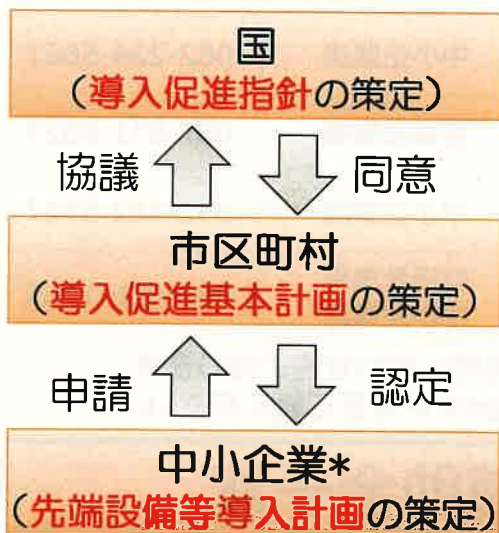 国
（導入促進指針の策定）
協議 同意
市区町村
（導入促進基本計画の策定）
申請 認定
中小企業*
（先端設備等導入計画の策定）